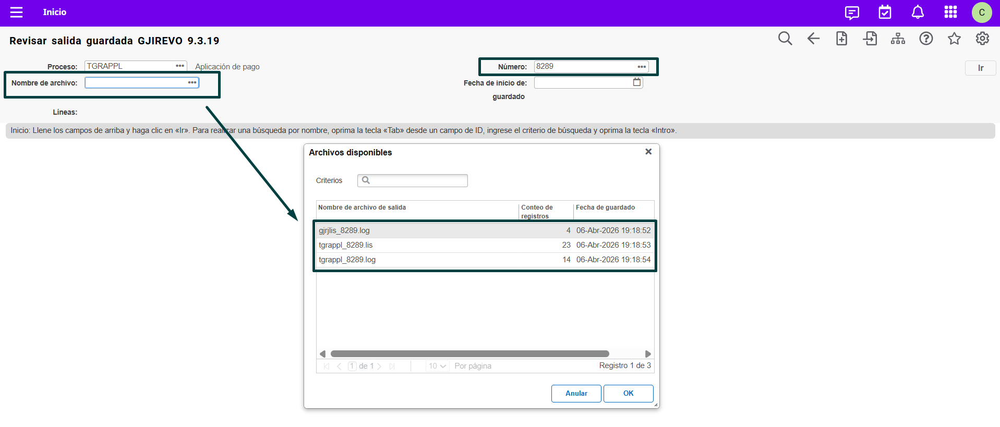 Inicio
C
Revisar salida guardada GJIREVO 9.3.19
Proceso: TGRAPPL ••• Aplicación de pago
Número: 8289 •••
Ir
Nombre de archivo: •••
Fecha de inicio de:
guardado
Líneas:
Inicio: Llene los campos de arriba y haga clic en «Ir». Para realizar una búsqueda por nombre, oprima la tecla «Tab» desde un campo de ID, ingrese el criterio de búsqueda y oprima la tecla «Intro».
Archivos disponibles
Criterios
Nombre de archivo de salida Conteo de registros Fecha de guardado
gjrjlis_8289.log 4 06-Abr-2026 19:18:52
tgrappl_8289.lis 23 06-Abr-2026 19:18:53
tgrappl_8289.log 14 06-Abr-2026 19:18:54
1 de 1 10 Por página Registro 1 de 3
Anular OK